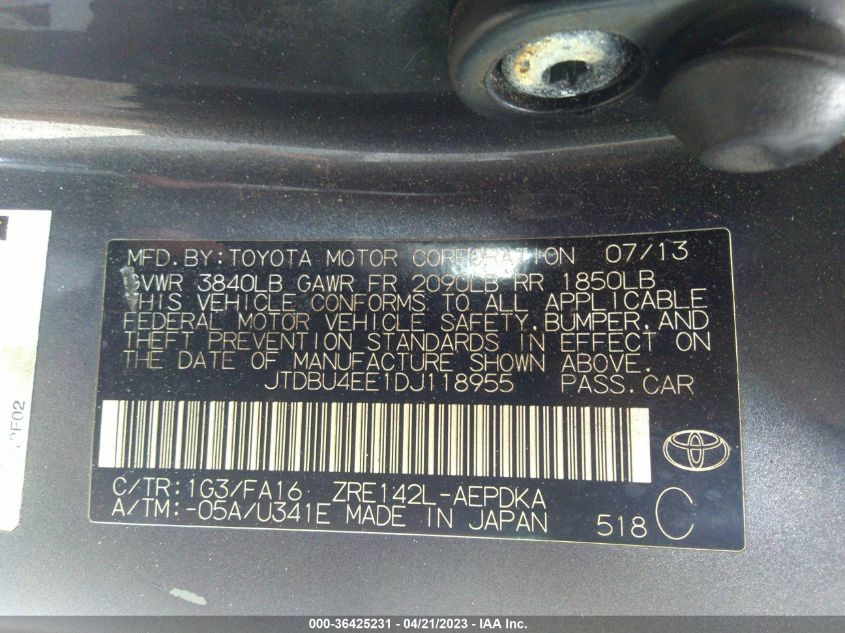 MFD.BY:TOYOTA MOTOR CORPORATION 07/13
GVWR 3840LB GAWR FR 2090LB RR 1850LB
THIS VEHICLE CONFORMS TO ALL APPLICABLE
FEDERAL MOTOR VEHICLE SAFETY,BUMPER,AND
THEFT PREVENTION STANDARDS IN EFFECT ON
THE DATE OF MANUFACTURE SHOWN ABOVE.
JTDBU4EE1DJ118955 PASS.CAR
C/TR:1G3/FA16 ZRE142L-AEPDKA
A/TM:-05A/U341E MADE IN JAPAN 518 C
000-36425231 - 04/21/2023 - IAA Inc.